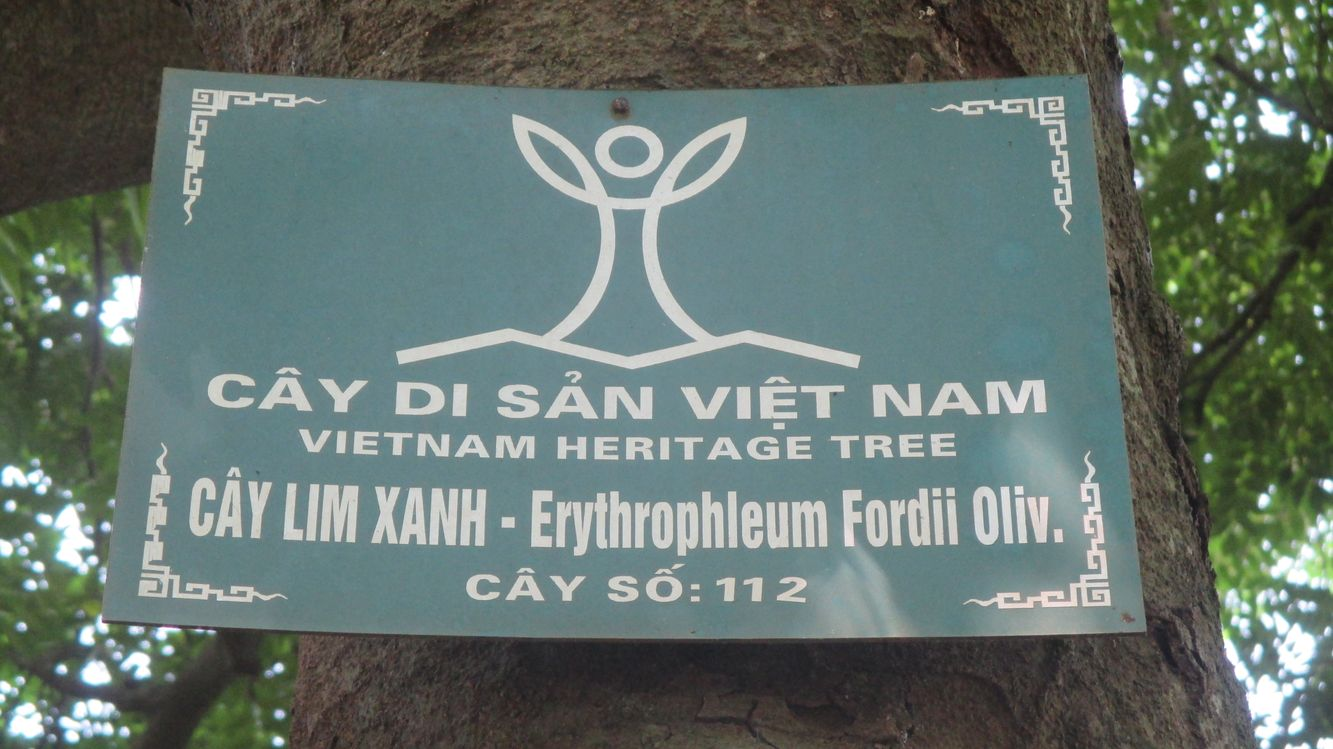 CÂY DI SẢN VIỆT NAM
VIETNAM HERITAGE TREE
CÂY LIM XANH - Erythrophleum Fordii Oliv.
CÂY SỐ: 112